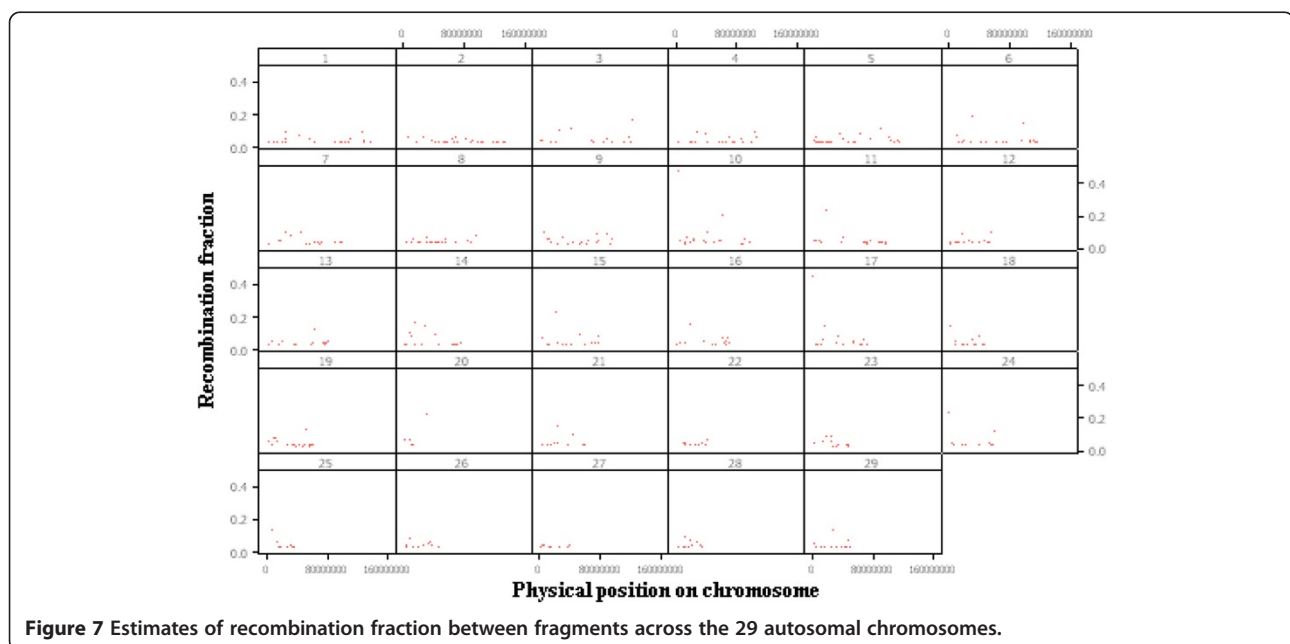 0 80000000 160000000 0 80000000 160000000 0 80000000 160000000
1 2 3 4 5 6
0.4
0.2
0.0
7 8 9 10 11 12
0.4
0.2
0.0
13 14 15 16 17 18
0.4
0.2
0.0
19 20 21 22 23 24
0.4
0.2
0.0
25 26 27 28 29
0.4
0.2
0.0
Recombination fraction
0 80000000 160000000 0 80000000 160000000 0 80000000 160000000
Physical position on chromosome
Figure 7 Estimates of recombination fraction between fragments across the 29 autosomal chromosomes.